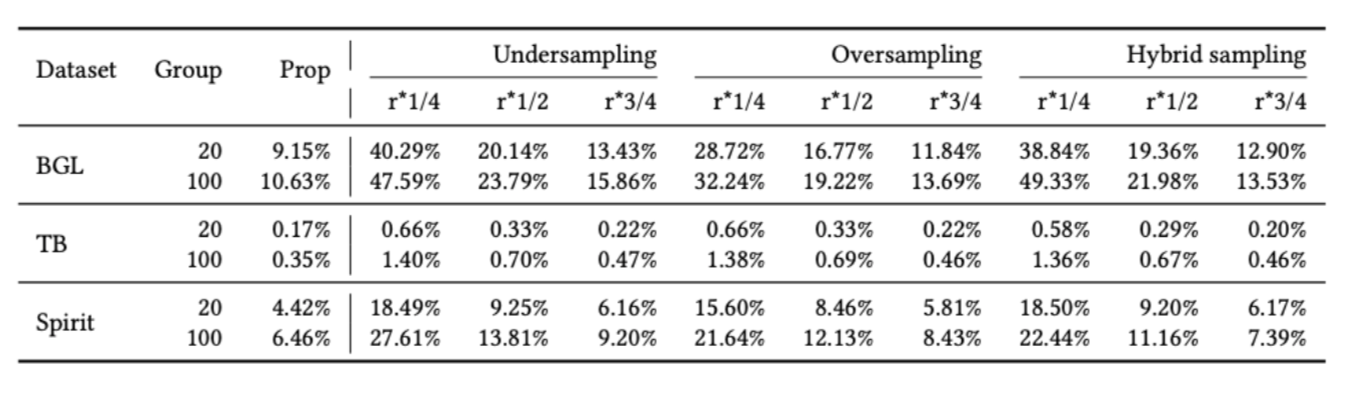 Dataset Group Prop Undersampling Oversampling Hybrid sampling
r*1/4 r*1/2 r*3/4 r*1/4 r*1/2 r*3/4 r*1/4 r*1/2 r*3/4
BGL 20 9.15% 40.29% 20.14% 13.43% 28.72% 16.77% 11.84% 38.84% 19.36% 12.90%
100 10.63% 47.59% 23.79% 15.86% 32.24% 19.22% 13.69% 49.33% 21.98% 13.53%
TB 20 0.17% 0.66% 0.33% 0.22% 0.66% 0.33% 0.22% 0.58% 0.29% 0.20%
100 0.35% 1.40% 0.70% 0.47% 1.38% 0.69% 0.46% 1.36% 0.67% 0.46%
Spirit 20 4.42% 18.49% 9.25% 6.16% 15.60% 8.46% 5.81% 18.50% 9.20% 6.17%
100 6.46% 27.61% 13.81% 9.20% 21.64% 12.13% 8.43% 22.44% 11.16% 7.39%